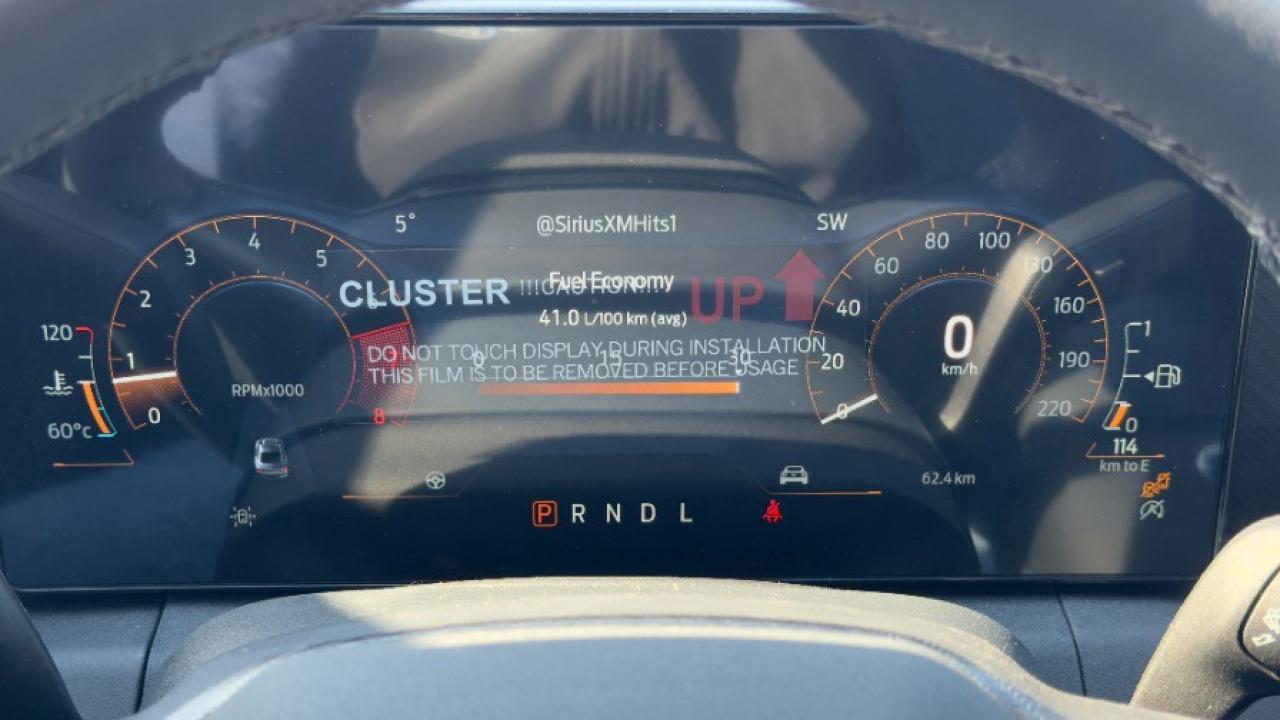 5° @SiriusXMHits1 SW
Fuel Economy
CLUSTER !!!CAUTION!!! UP
41.0 L/100 km (avg)
DO NOT TOUCH DISPLAY DURING INSTALLATION
THIS FILM IS TO BE REMOVED BEFORE USAGE
0 15 30
120
60°c
0 1 2 3 4 5 6 7 8
RPMx1000
0 20 40 60 80 100 130 160 190 220
0
km/h
1
0
114
km to E
62.4 km
P R N D L